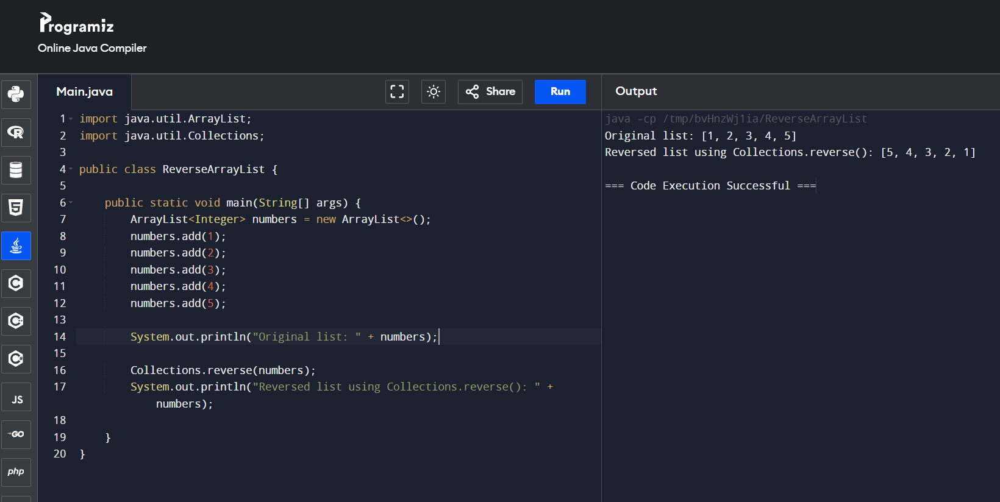 Programiz
Online Java Compiler
Main.java
Share
Run
Output
1 import java.util.ArrayList;
2 import java.util.Collections;
3
4 public class ReverseArrayList {
5
6     public static void main(String[] args) {
7         ArrayList<Integer> numbers = new ArrayList<>();
8         numbers.add(1);
9         numbers.add(2);
10         numbers.add(3);
11         numbers.add(4);
12         numbers.add(5);
13
14         System.out.println("Original list: " + numbers);
15
16         Collections.reverse(numbers);
17         System.out.println("Reversed list using Collections.reverse(): " +
            numbers);
18
19     }
20 }
java -cp /tmp/bvHnzWj1ia/ReverseArrayList
Original list: [1, 2, 3, 4, 5]
Reversed list using Collections.reverse(): [5, 4, 3, 2, 1]
=== Code Execution Successful ===
R
5
C
C++
C#
JS
GO
php